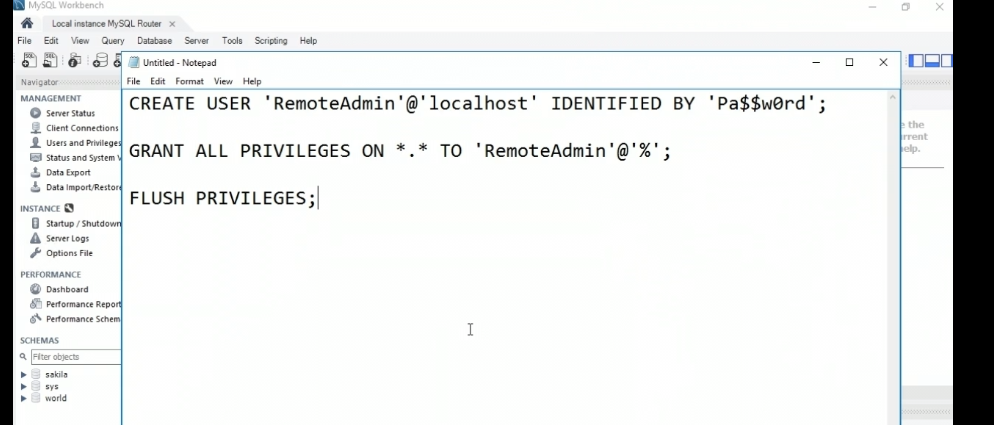 MySQL Workbench
Local instance MySQL Router
File Edit View Query Database Server Tools Scripting Help
Untitled - Notepad
File Edit Format View Help
Navigator
MANAGEMENT
Server Status
Client Connections
Users and Privileges
Status and System V
Data Export
Data Import/Restore
INSTANCE
Startup / Shutdown
Server Logs
Options File
PERFORMANCE
Dashboard
Performance Report
Performance Schem
SCHEMAS
Filter objects
sakila
sys
world
CREATE USER 'RemoteAdmin'@'localhost' IDENTIFIED BY 'Pa$$w0rd';
GRANT ALL PRIVILEGES ON *.* TO 'RemoteAdmin'@'%';
FLUSH PRIVILEGES;
e the
rrent
help.